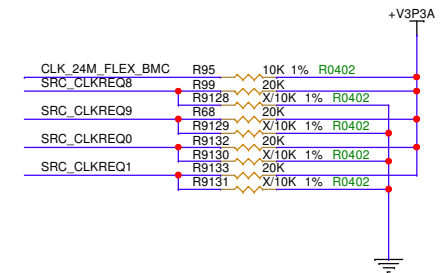 +V3P3A
CLK_24M_FLEX_BMC R95 10K 1% R0402
SRC_CLKREQ8 R99 20K
R9128 X/10K 1% R0402
SRC_CLKREQ9 R68 20K
R9129 X/10K 1% R0402
SRC_CLKREQ0 R9132 20K
R9130 X/10K 1% R0402
SRC_CLKREQ1 R9133 20K
R9131 X/10K 1% R0402